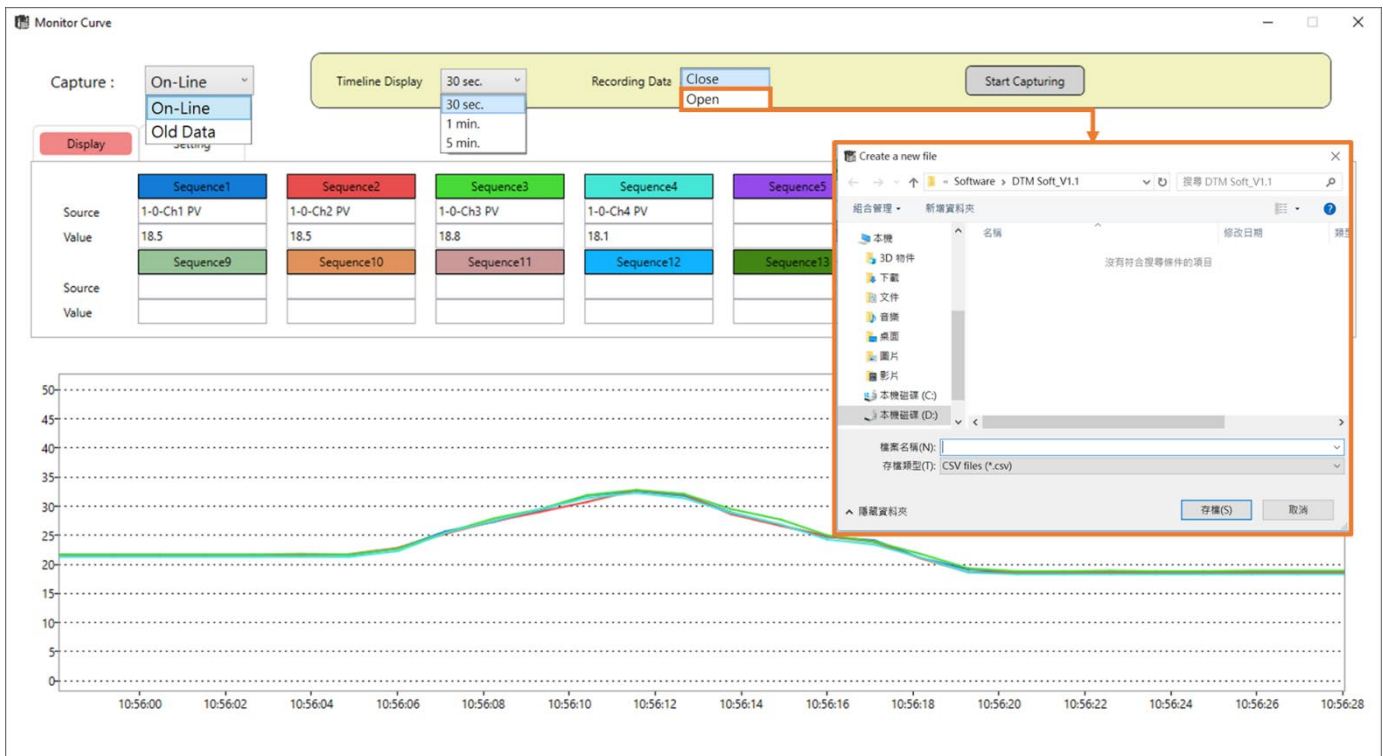 Monitor Curve
Capture :
On-Line
On-Line
Old Data
Timeline Display
30 sec.
30 sec.
1 min.
5 min.
Recording Data
Close
Open
Start Capturing
Display
Setting
Sequence1 Sequence2 Sequence3 Sequence4 Sequence5
Source 1-0-Ch1 PV 1-0-Ch2 PV 1-0-Ch3 PV 1-0-Ch4 PV
Value 18.5 18.5 18.8 18.1
Sequence9 Sequence10 Sequence11 Sequence12 Sequence13
Source
Value
Create a new file
« Software › DTM Soft_V1.1
搜尋 DTM Soft_V1.1
組合管理 新增資料夾
名稱 修改日期
本機
3D 物件
下載
文件
音樂
桌面
圖片
影片
本機磁碟 (C:)
本機磁碟 (D:)
沒有符合搜尋條件的項目
檔案名稱(N):
存檔類型(T): CSV files (*.csv)
隱藏資料夾
存檔(S) 取消
50
45
40
35
30
25
20
15
10
5
0
10:56:00 10:56:02 10:56:04 10:56:06 10:56:08 10:56:10 10:56:12 10:56:14 10:56:16 10:56:18 10:56:20 10:56:22 10:56:24 10:56:26 10:56:28